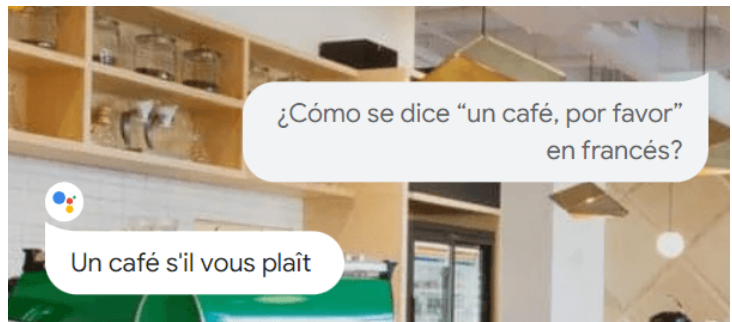 ¿Cómo se dice “un café, por favor”
en francés?
Un café s'il vous plaît